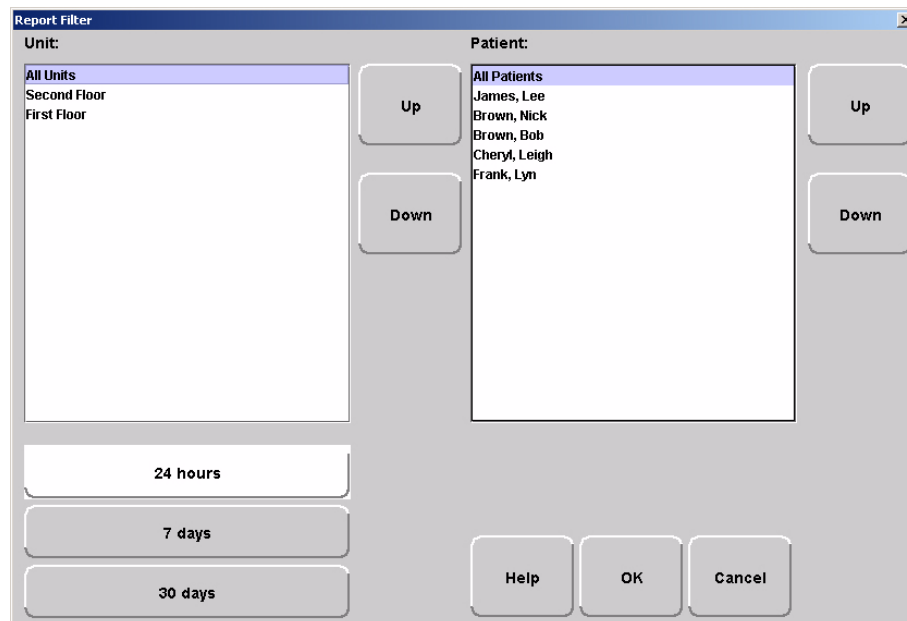 Report Filter
Unit:
All Units
Second Floor
First Floor
Up
Down
Patient:
All Patients
James, Lee
Brown, Nick
Brown, Bob
Cheryl, Leigh
Frank, Lyn
Up
Down
24 hours
7 days
30 days
Help
OK
Cancel